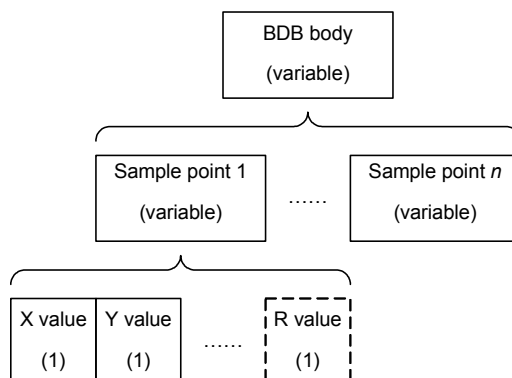 BDB body
(variable)
Sample point 1
(variable)
......
Sample point n
(variable)
X value
(1)
Y value
(1)
......
R value
(1)